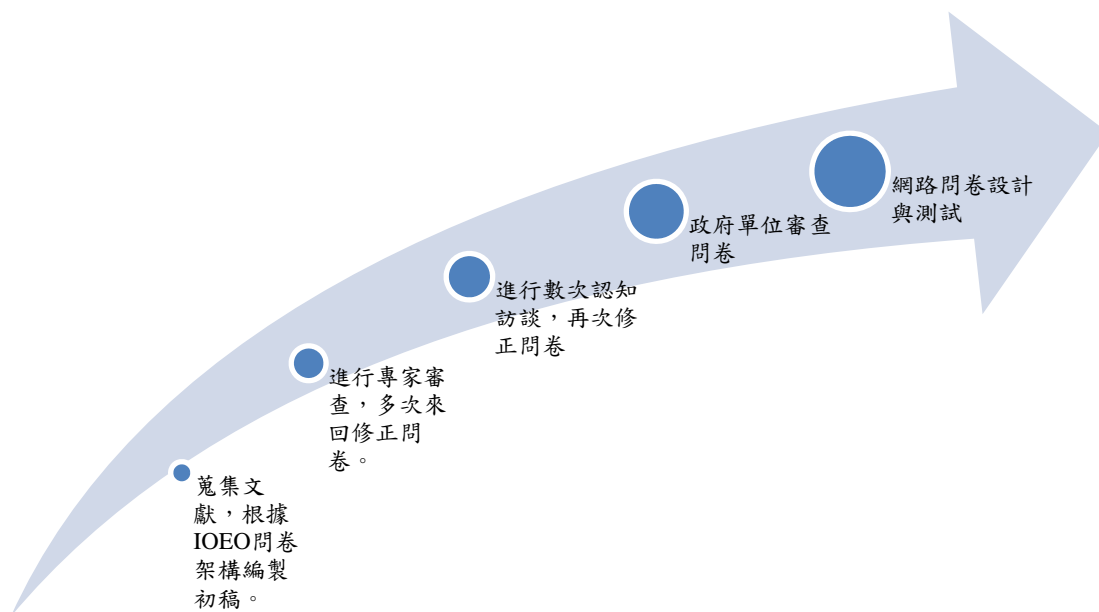 蒐集文
獻，根據
IOEO問卷
架構編製
初稿。
進行專家審
查，多次來
回修正問
卷。
進行數次認知
訪談，再次修
正問卷
政府單位審查
問卷
網路問卷設計
與測試